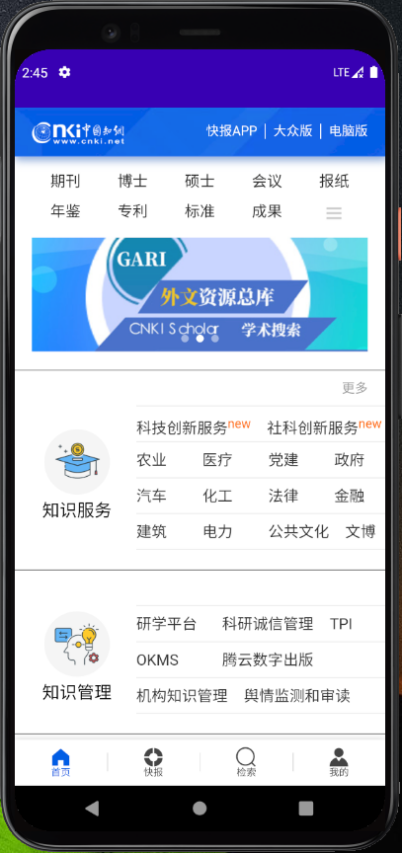 2:45 LTE
Cnki中国知网
www.cnki.net
快报APP | 大众版 | 电脑版
期刊 博士 硕士 会议 报纸
年鉴 专利 标准 成果
GARI
外文资源总库
CNKI Scholar 学术搜索
更多
科技创新服务new 社科创新服务new
农业 医疗 党建 政府
汽车 化工 法律 金融
知识服务
建筑 电力 公共文化 文博
研学平台 科研诚信管理 TPI
OKMS 腾云数字出版
知识管理
机构知识管理 舆情监测和审读
首页 快报 检索 我的